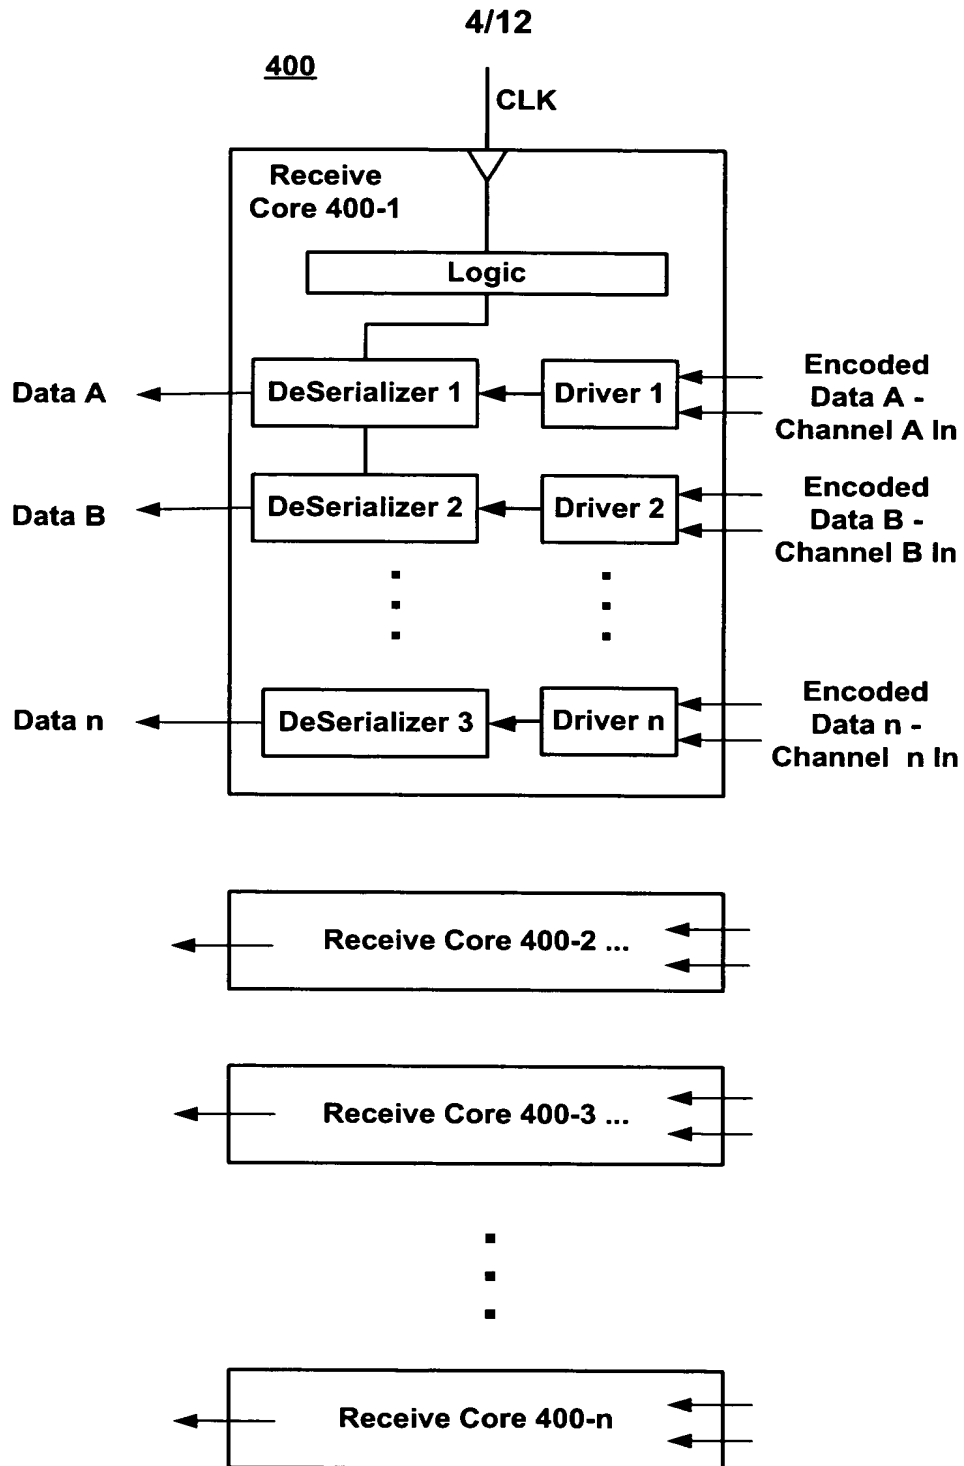 4/12
400
CLK
Receive
Core 400-1
Logic
Data A
DeSerializer 1
Driver 1
Encoded
Data A -
Channel A In
Data B
DeSerializer 2
Driver 2
Encoded
Data B -
Channel B In
Data n
DeSerializer 3
Driver n
Encoded
Data n -
Channel n In
Receive Core 400-2 ...
Receive Core 400-3 ...
Receive Core 400-n